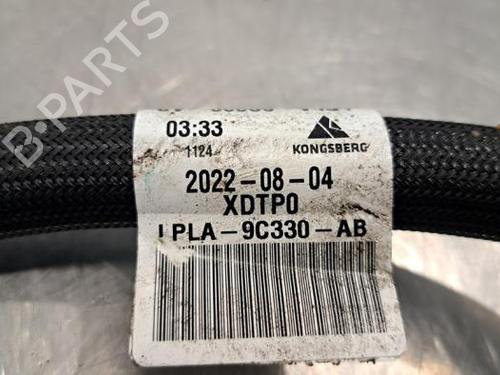 03:33
1124
KONGSBERG
2022-08-04
XDTP0
LPLA-9C330-AB
B-PARTS